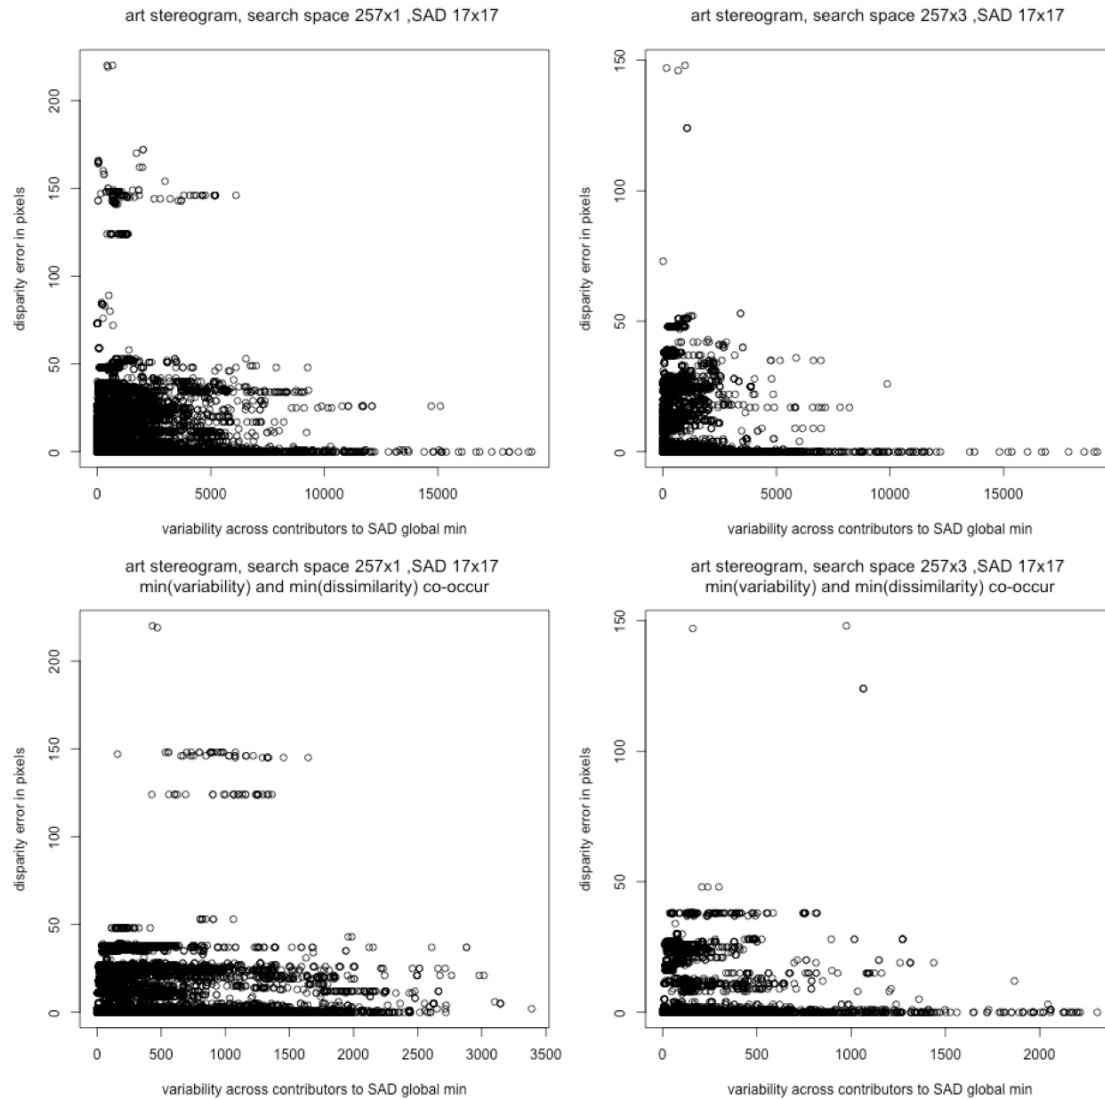 art stereogram, search space 257x1 ,SAD 17x17
200
150
100
50
0
disparity error in pixels
0 5000 10000 15000
variability across contributors to SAD global min
art stereogram, search space 257x3 ,SAD 17x17
150
100
50
0
disparity error in pixels
0 5000 10000 15000
variability across contributors to SAD global min
art stereogram, search space 257x1 ,SAD 17x17
min(variability) and min(dissimilarity) co-occur
200
150
100
50
0
disparity error in pixels
0 500 1000 1500 2000 2500 3000 3500
variability across contributors to SAD global min
art stereogram, search space 257x3 ,SAD 17x17
min(variability) and min(dissimilarity) co-occur
150
100
50
0
disparity error in pixels
0 500 1000 1500 2000
variability across contributors to SAD global min